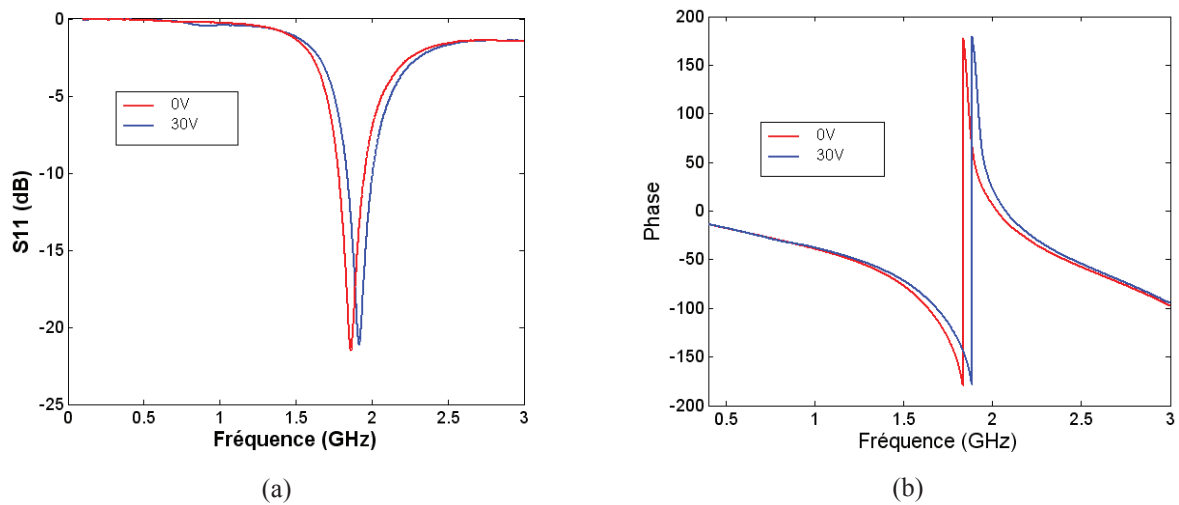 0
-5
-10
-15
-20
-25
S11 (dB)
0V
30V
0 0.5 1 1.5 2 2.5 3
Fréquence (GHz)
(a)
200
150
100
50
0
-50
-100
-150
-200
Phase
0V
30V
0.5 1 1.5 2 2.5 3
Fréquence (GHz)
(b)